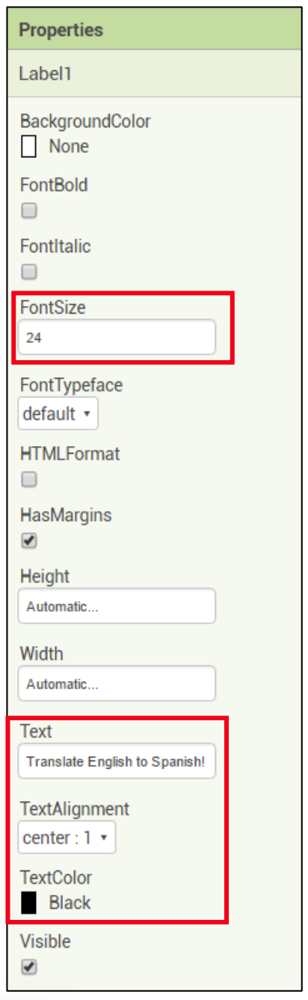 Properties
Label1
BackgroundColor
None
FontBold
FontItalic
FontSize
24
FontTypeface
default
HTMLFormat
HasMargins
Height
Automatic...
Width
Automatic...
Text
Translate English to Spanish!
TextAlignment
center : 1
TextColor
Black
Visible